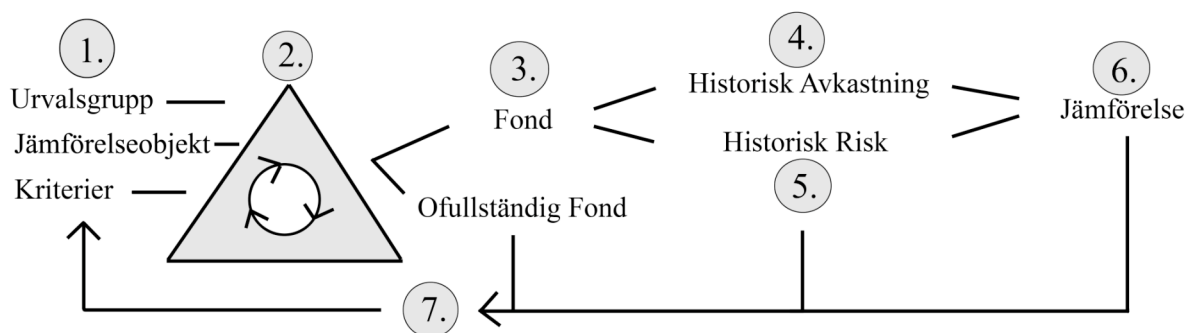 1.
Urvalsgrupp
Jämförelseobjekt
Kriterier
2.
3.
Fond
Ofullständig Fond
4.
Historisk Avkastning
Historisk Risk
5.
6.
Jämförelse
7.